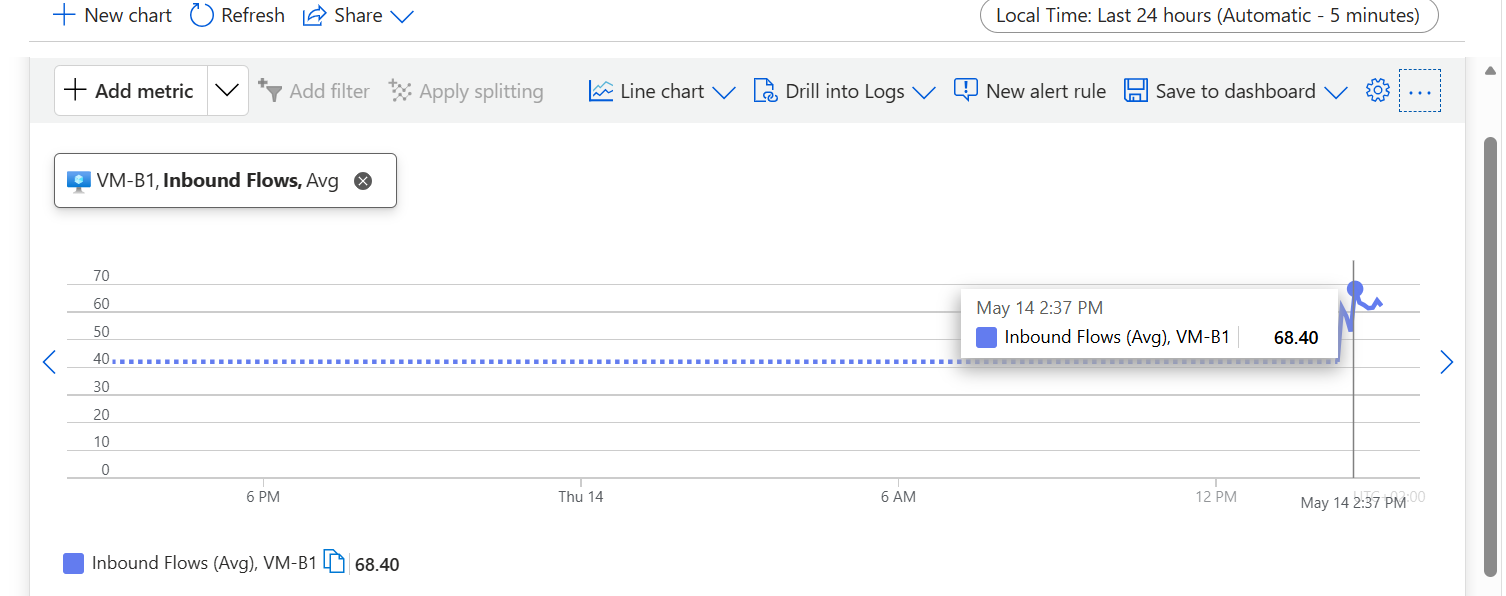 New chart Refresh Share Local Time: Last 24 hours (Automatic - 5 minutes)
Add metric Add filter Apply splitting Line chart Drill into Logs New alert rule Save to dashboard ...
VM-B1, Inbound Flows, Avg
70
60
May 14 2:37 PM
50
Inbound Flows (Avg), VM-B1 68.40
40
30
20
10
0
6 PM Thu 14 6 AM 12 PM UTC+02:00
May 14 2:37 PM
Inbound Flows (Avg), VM-B1 68.40